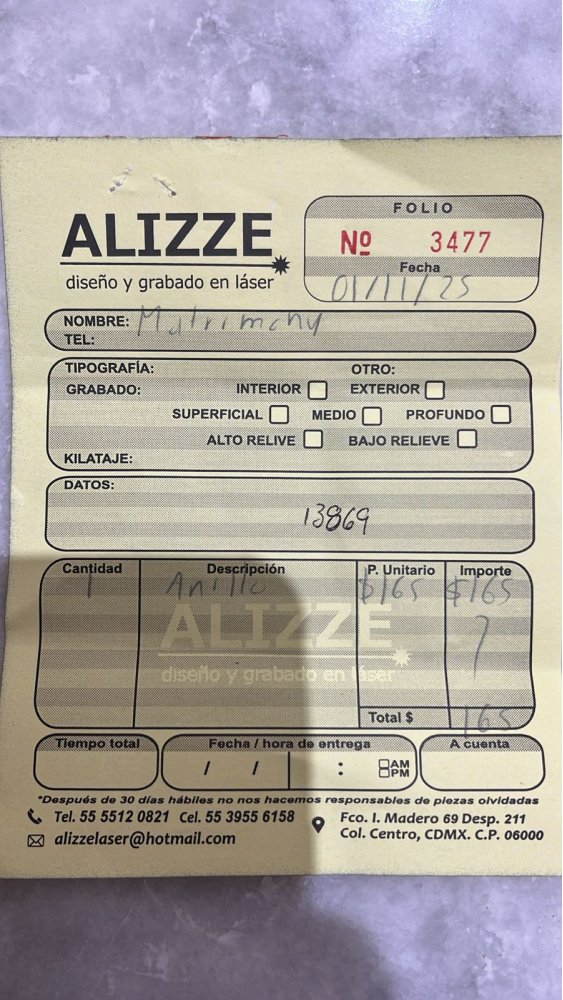 ALIZZE
diseño y grabado en láser
FOLIO
Nº 3477
Fecha
01/11/25
NOMBRE: Matrimony
TEL:
TIPOGRAFÍA: OTRO:
GRABADO: INTERIOR EXTERIOR
SUPERFICIAL MEDIO PROFUNDO
ALTO RELIVE BAJO RELIEVE
KILATAJE:
DATOS:
13869
Cantidad Descripción P. Unitario Importe
1 Anillo $165 $165
ALIZZE
diseño y grabado en láser
Total $ 165
Tiempo total Fecha / hora de entrega A cuenta
/ / : AM
PM
*Después de 30 días hábiles no nos hacemos responsables de piezas olvidadas
Tel. 55 5512 0821 Cel. 55 3955 6158
alizzelaser@hotmail.com
Fco. I. Madero 69 Desp. 211
Col. Centro, CDMX. C.P. 06000